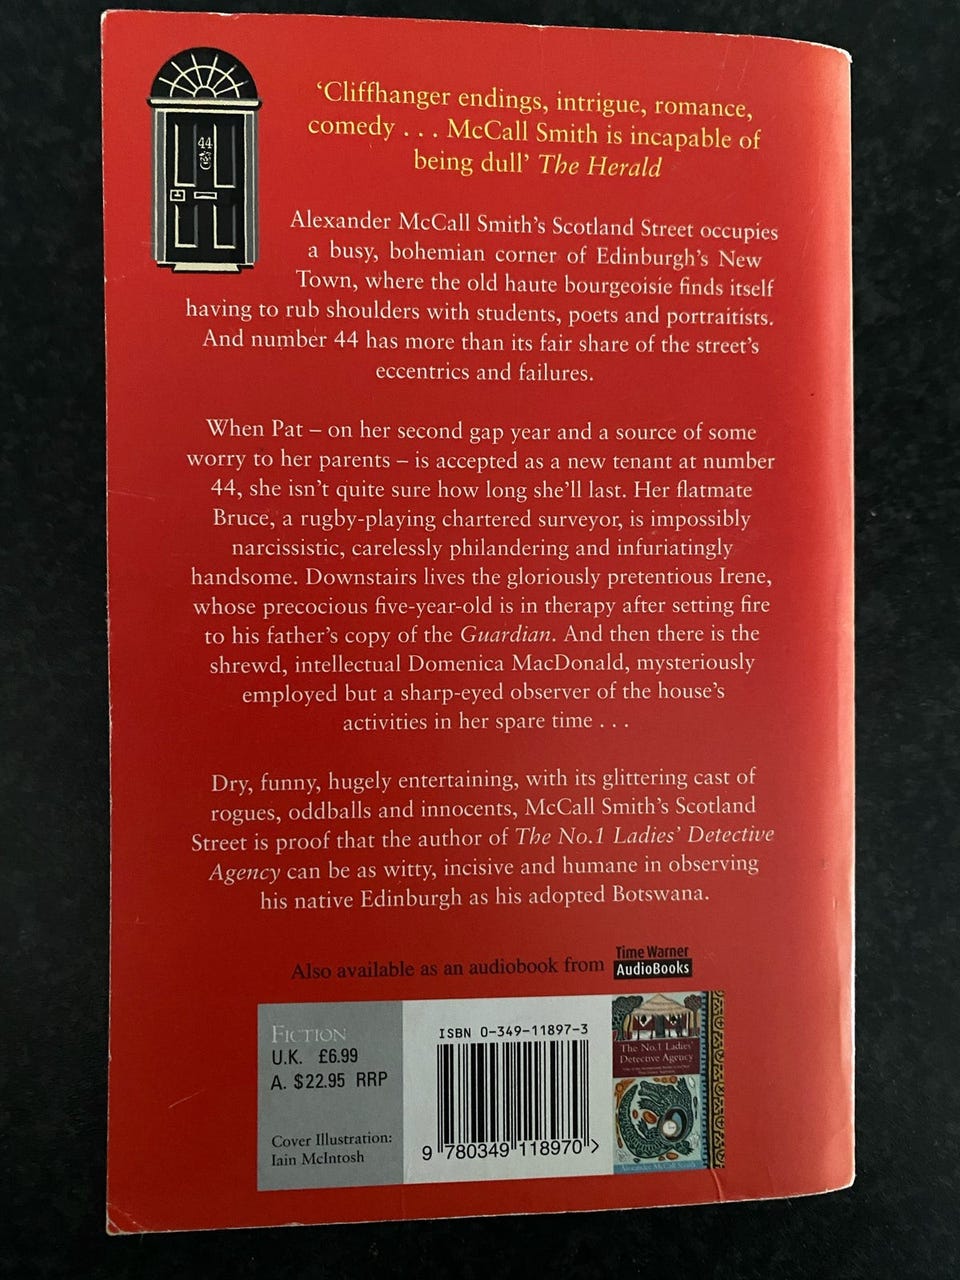 44
‘Cliffhanger endings, intrigue, romance,
comedy . . . McCall Smith is incapable of
being dull’ The Herald
Alexander McCall Smith’s Scotland Street occupies
a busy, bohemian corner of Edinburgh’s New
Town, where the old haute bourgeoisie finds itself
having to rub shoulders with students, poets and portraitists.
And number 44 has more than its fair share of the street’s
eccentrics and failures.
When Pat – on her second gap year and a source of some
worry to her parents – is accepted as a new tenant at number
44, she isn’t quite sure how long she’ll last. Her flatmate
Bruce, a rugby-playing chartered surveyor, is impossibly
narcissistic, carelessly philandering and infuriatingly
handsome. Downstairs lives the gloriously pretentious Irene,
whose precocious five-year-old is in therapy after setting fire
to his father’s copy of the Guardian. And then there is the
shrewd, intellectual Domenica MacDonald, mysteriously
employed but a sharp-eyed observer of the house’s
activities in her spare time . . .
Dry, funny, hugely entertaining, with its glittering cast of
rogues, oddballs and innocents, McCall Smith’s Scotland
Street is proof that the author of The No.1 Ladies’ Detective
Agency can be as witty, incisive and humane in observing
his native Edinburgh as his adopted Botswana.
Also available as an audiobook from Time Warner
AudioBooks
FICTION
U.K. £6.99
A. $22.95 RRP
Cover Illustration:
Iain McIntosh
ISBN 0-349-11897-3
9 780349 118970 >
The No.1 Ladies’
Detective Agency
Alexander McCall Smith